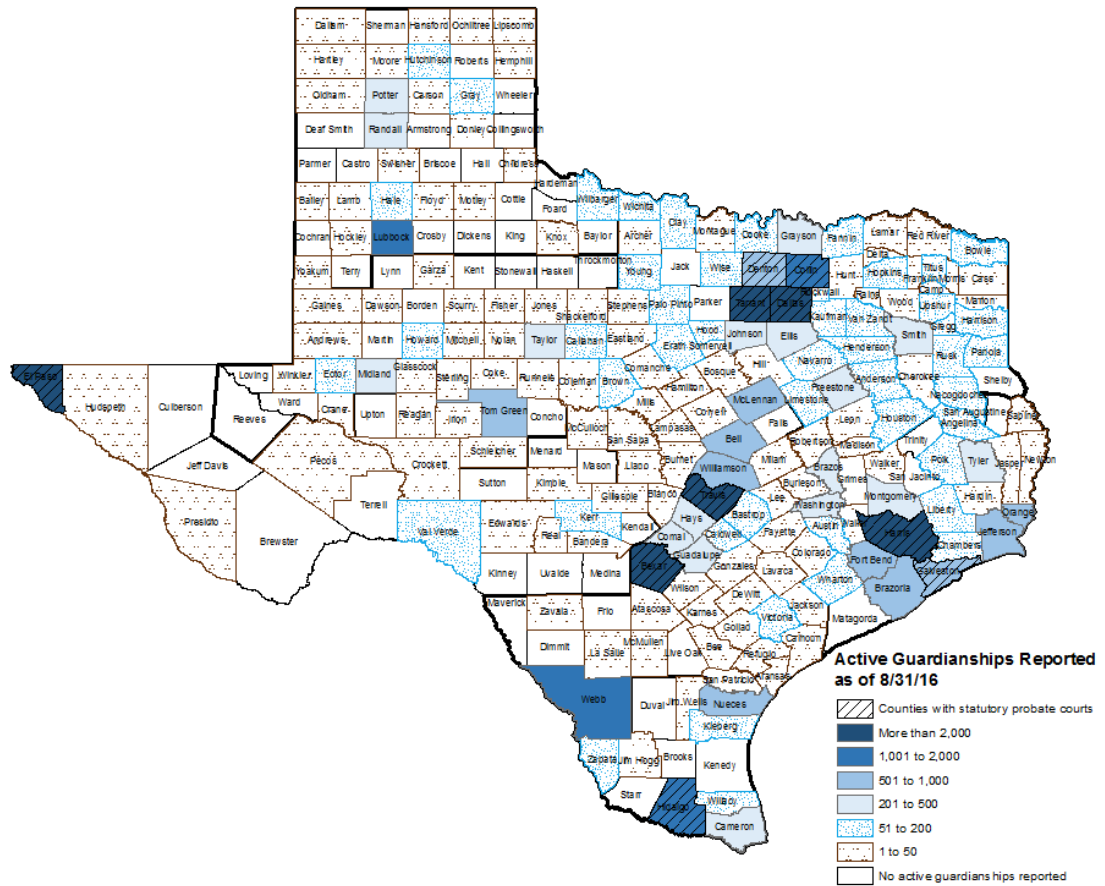 Dallam Sherman Hansford Ochiltree Lipscomb
Hartley Moore Hutchinson Roberts Hemphill
Oldham Potter Carson Gray Wheeler
Deaf Smith Randall Armstrong Donley Collingsworth
Parmer Castro Swisher Briscoe Hall Childress
Hardeman
Bailey Lamb Hale Floyd Motley Cottle Foard Wilbarger Wichita Clay
Cochran Hockley Lubbock Crosby Dickens King Knox Baylor Archer Montague Cooke Grayson Fannin Lamar Red River Bowie
Delta
Yoakum Terry Lynn Garza Kent Stonewall Haskell Throckmorton Young Jack Wise Denton Collin Hunt Hopkins Franklin Titus Morris Cass
Camp
Gaines Dawson Borden Scurry Fisher Jones Shackelford Stephens Palo Pinto Parker Tarrant Dallas Rockwall Rains Wood Upshur Marion
Kaufman Van Zandt Gregg Harrison
Andrews Martin Howard Mitchell Nolan Taylor Callahan Eastland Erath Hood Somervell Johnson Ellis Henderson Smith Rusk Panola
El Paso Hudspeth Culberson Loving Winkler Ector Midland Glasscock Sterling Coke Runnels Coleman Brown Comanche Bosque Hill Navarro Anderson Cherokee Shelby
Reeves Ward Crane Upton Reagan Irion Tom Green Concho McCulloch Mills Hamilton Coryell McLennan Limestone Freestone Leon Houston Nacogdoches San Augustine Sabine
Angelina
Jeff Davis Pecos Crockett Schleicher Menard San Saba Lampasas Bell Falls Robertson Madison Trinity Polk Tyler Jasper Newton
Presidio Brewster Terrell Sutton Kimble Mason Llano Burnet Williamson Milam Brazos Grimes Walker San Jacinto Hardin
Val Verde Edwards Real Kerr Gillespie Blanco Travis Lee Burleson Washington Montgomery Liberty Orange
Bandera Kendall Hays Comal Caldwell Bastrop Fayette Austin Waller Harris Chambers Jefferson
Kinney Uvalde Medina Bexar Guadalupe Gonzales Lavaca Colorado Fort Bend Galveston
Maverick Zavala Frio Atascosa Wilson Karnes DeWitt Jackson Wharton Brazoria
Victoria Matagorda
Dimmit La Salle McMullen Live Oak Bee Goliad Refugio Calhoun
Webb Duval Jim Wells San Patricio Aransas
Nueces
Kleberg
Zapata Jim Hogg Brooks Kenedy
Starr Hidalgo Willacy
Cameron
Active Guardianships Reported
as of 8/31/16
Counties with statutory probate courts
More than 2,000
1,001 to 2,000
501 to 1,000
201 to 500
51 to 200
1 to 50
No active guardianships reported